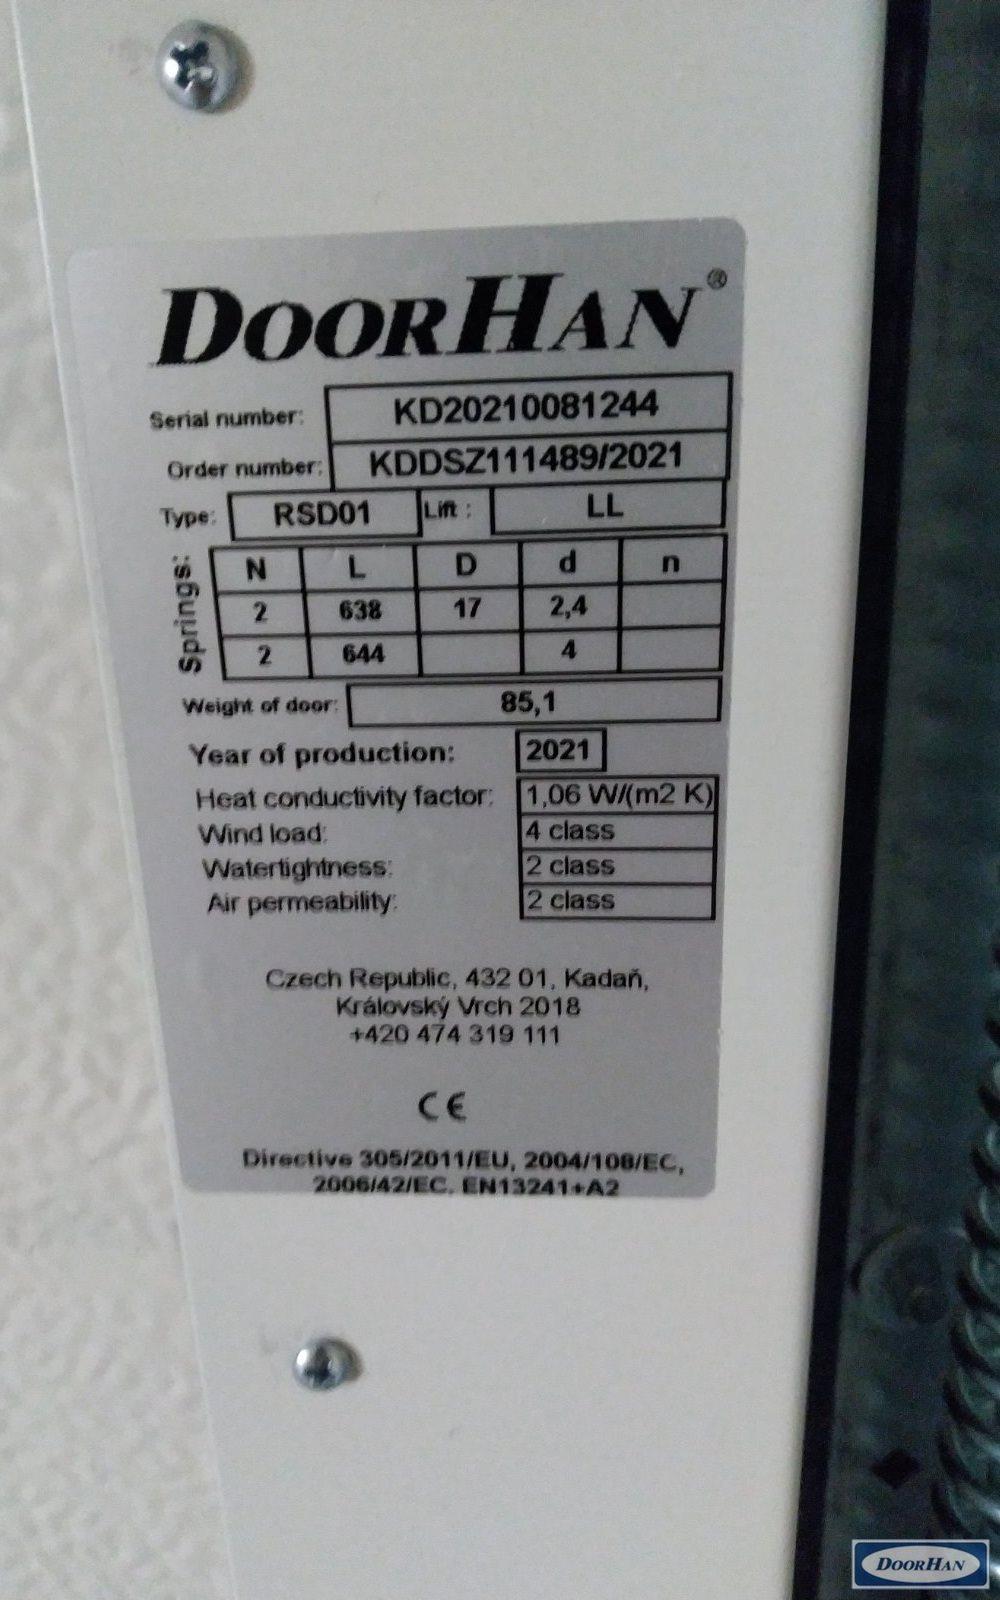 DOORHAN®
Serial number: KD20210081244
Order number: KDDSZ111489/2021
Type: RSD01 Lift: LL
Springs:
N L D d n
2 638 17 2,4
2 644 4
Weight of door: 85,1
Year of production: 2021
Heat conductivity factor: 1,06 W/(m2 K)
Wind load: 4 class
Watertightness: 2 class
Air permeability: 2 class
Czech Republic, 432 01, Kadaň,
Královský Vrch 2018
+420 474 319 111
CE
Directive 305/2011/EU, 2004/108/EC,
2006/42/EC. EN13241+A2
DOORHAN